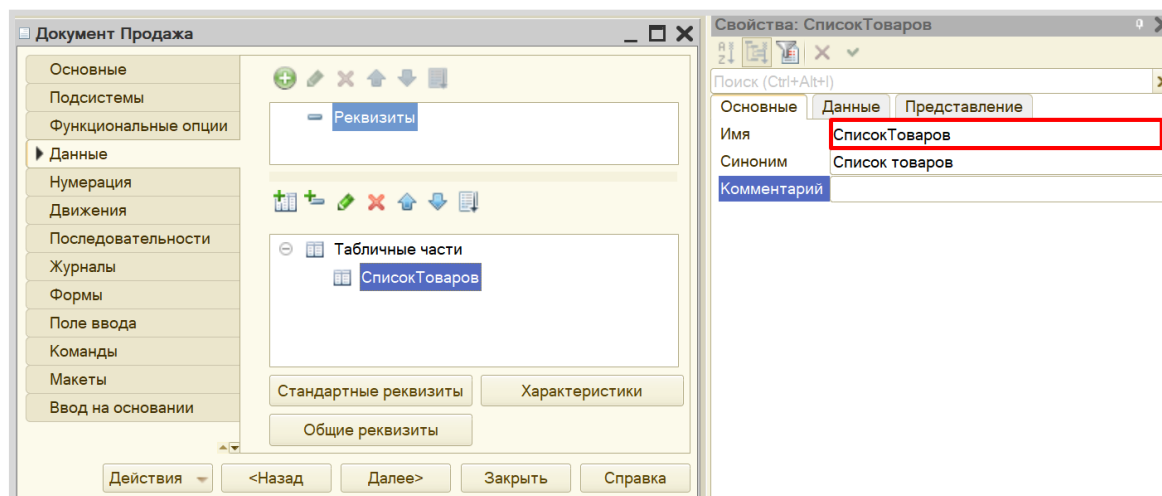 Документ Продажа
Основные
Подсистемы
Функциональные опции
Данные
Нумерация
Движения
Последовательности
Журналы
Формы
Поле ввода
Команды
Макеты
Ввод на основании
Реквизиты
Табличные части
СписокТоваров
Стандартные реквизиты
Характеристики
Общие реквизиты
Действия
<Назад
Далее>
Закрыть
Справка
Свойства: СписокТоваров
Поиск (Ctrl+Alt+I)
Основные Данные Представление
Имя СписокТоваров
Синоним Список товаров
Комментарий